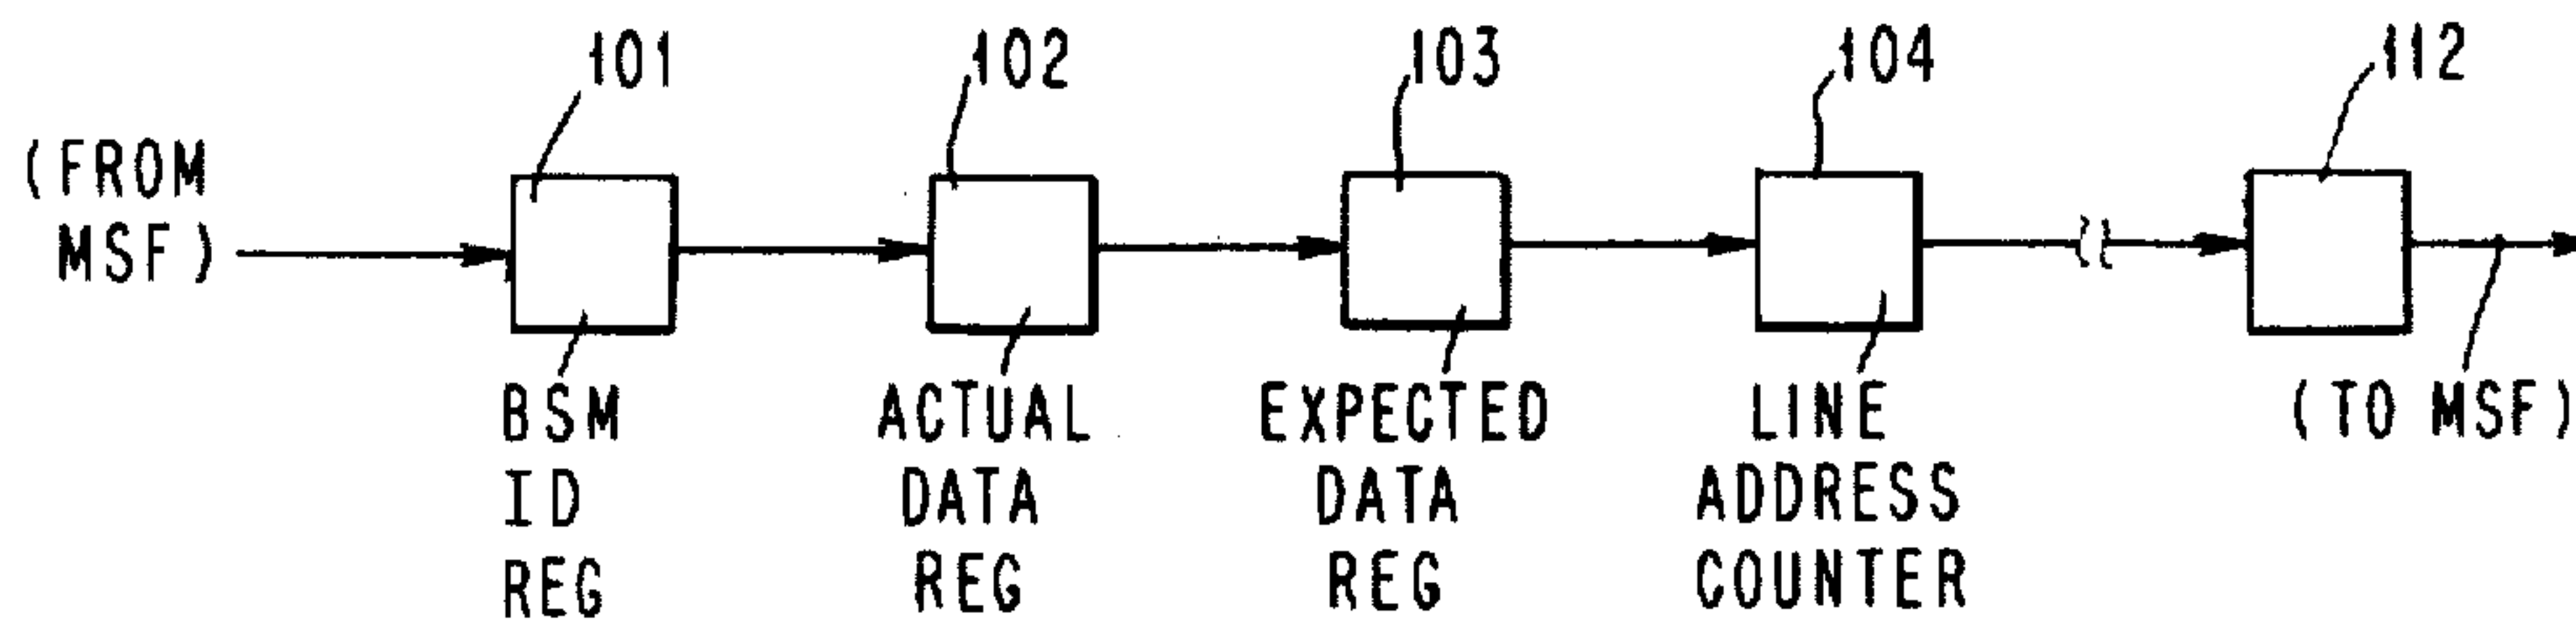 101
102
103
104
112
(FROM
MSF)
BSM
ID
REG
ACTUAL
DATA
REG
EXPECTED
DATA
REG
LINE
ADDRESS
COUNTER
(TO MSF)